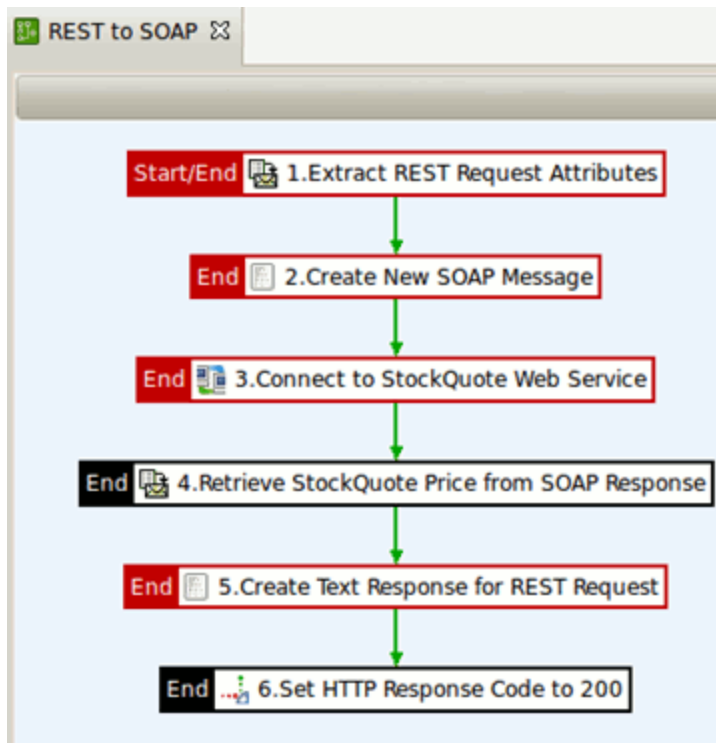 REST to SOAP
Start/End 1.Extract REST Request Attributes
End 2.Create New SOAP Message
End 3.Connect to StockQuote Web Service
End 4.Retrieve StockQuote Price from SOAP Response
End 5.Create Text Response for REST Request
End 6.Set HTTP Response Code to 200